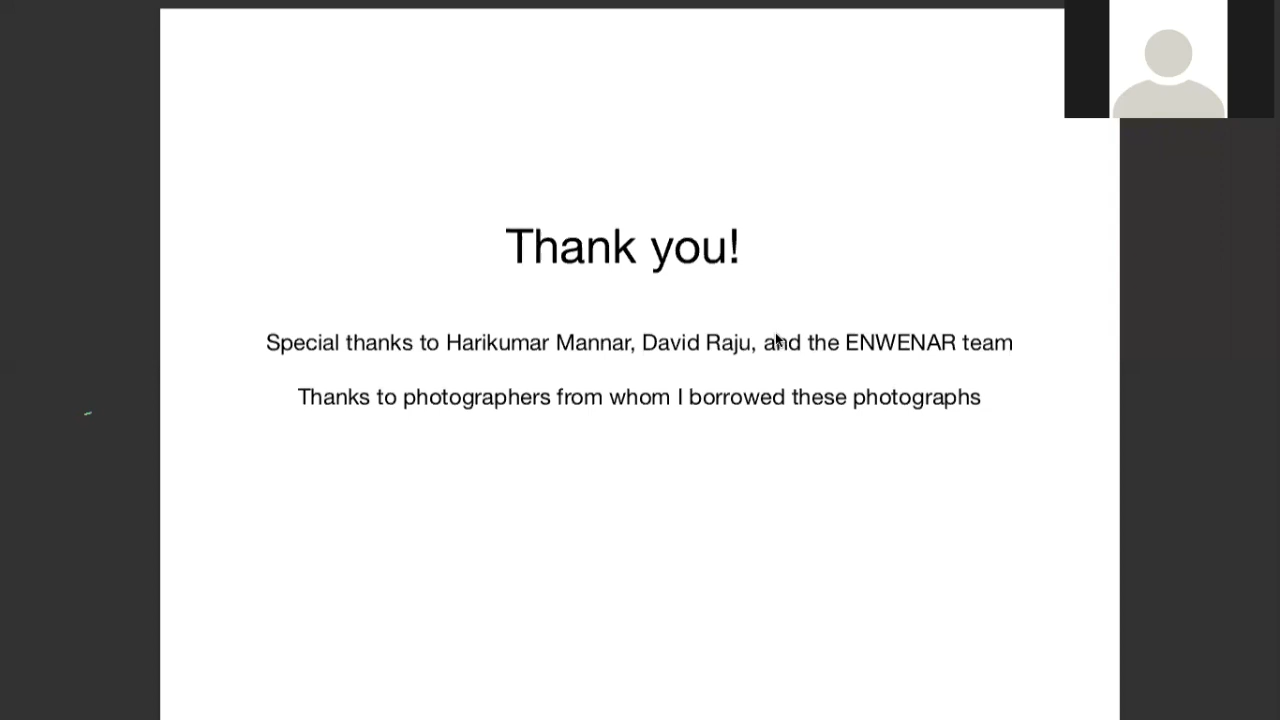 Thank you!
Special thanks to Harikumar Mannar, David Raju, and the ENWENAR team
Thanks to photographers from whom I borrowed these photographs